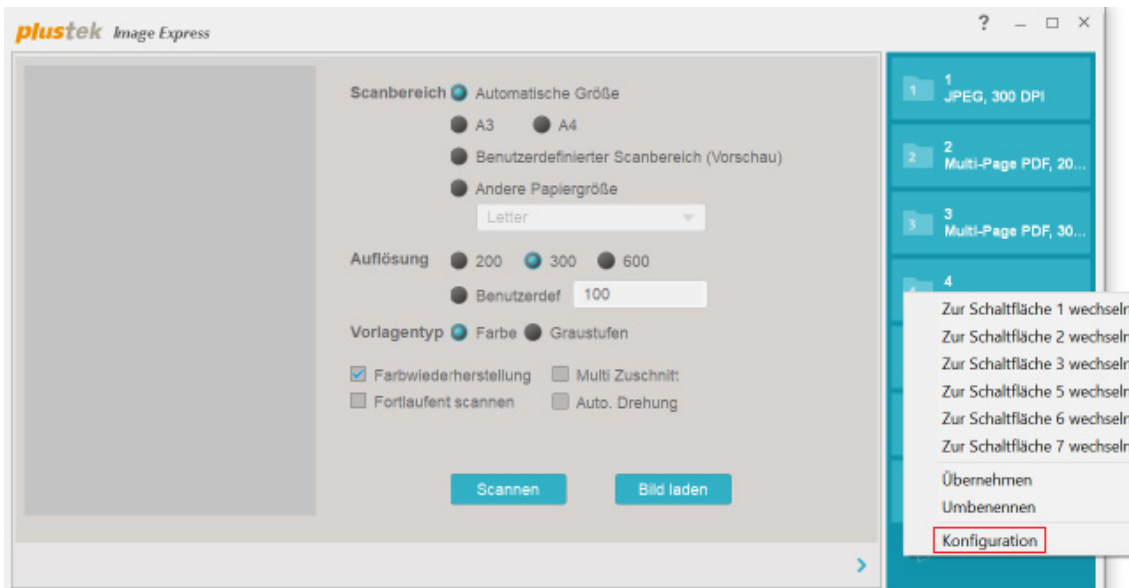 plustek Image Express
?
Scanbereich Automatische Größe
A3 A4
Benutzerdefinierter Scanbereich (Vorschau)
Andere Papiergröße
Letter
Auflösung 200 300 600
Benutzerdef 100
Vorlagentyp Farbe Graustufen
Farbwiederherstellung Multi Zuschnitt
Fortlaufent scannen Auto. Drehung
Scannen Bild laden
1 1
JPEG, 300 DPI
2 2
Multi-Page PDF, 20...
3 3
Multi-Page PDF, 30...
4
Zur Schaltfläche 1 wechseln
Zur Schaltfläche 2 wechseln
Zur Schaltfläche 3 wechseln
Zur Schaltfläche 5 wechseln
Zur Schaltfläche 6 wechseln
Zur Schaltfläche 7 wechseln
Übernehmen
Umbenennen
Konfiguration